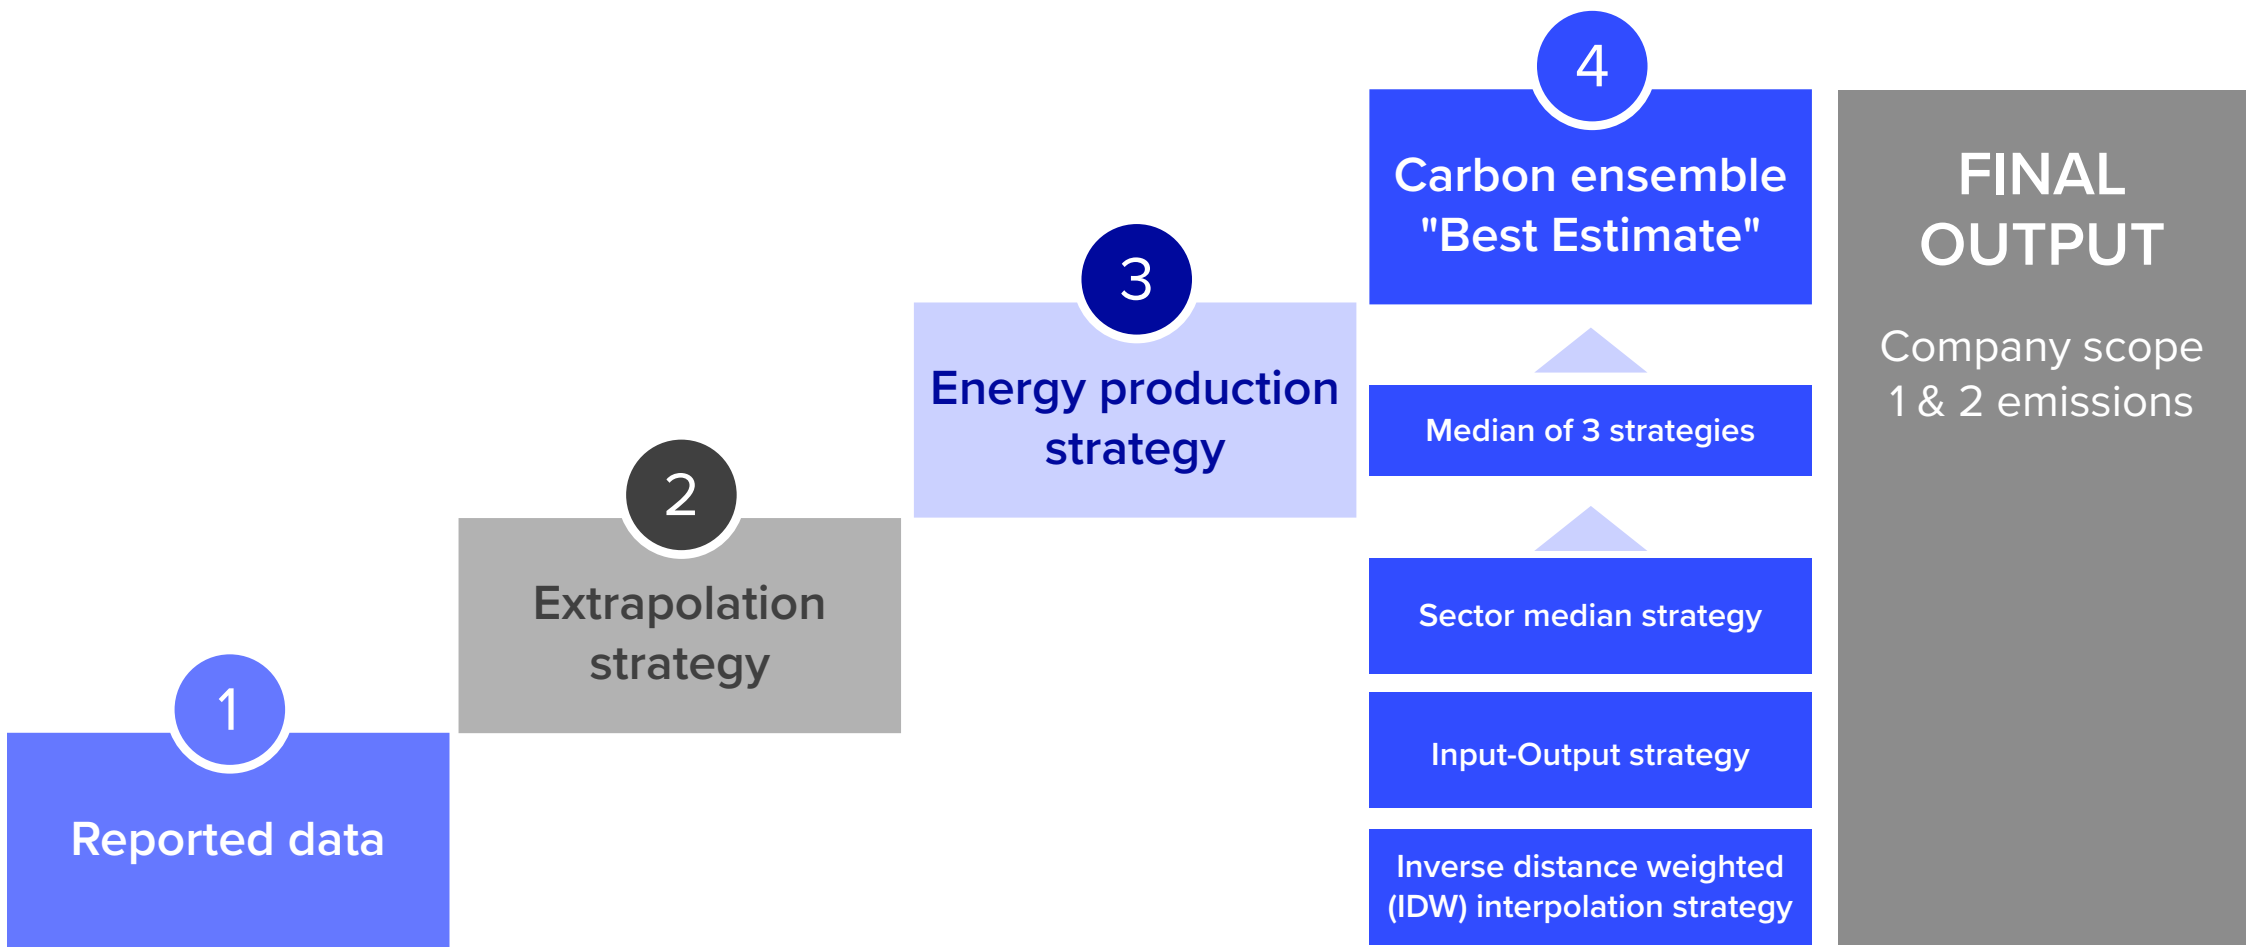 1
Reported data
2
Extrapolation
strategy
3
Energy production
strategy
4
Carbon ensemble
"Best Estimate"
Median of 3 strategies
Sector median strategy
Input-Output strategy
Inverse distance weighted
(IDW) interpolation strategy
FINAL
OUTPUT
Company scope
1 & 2 emissions